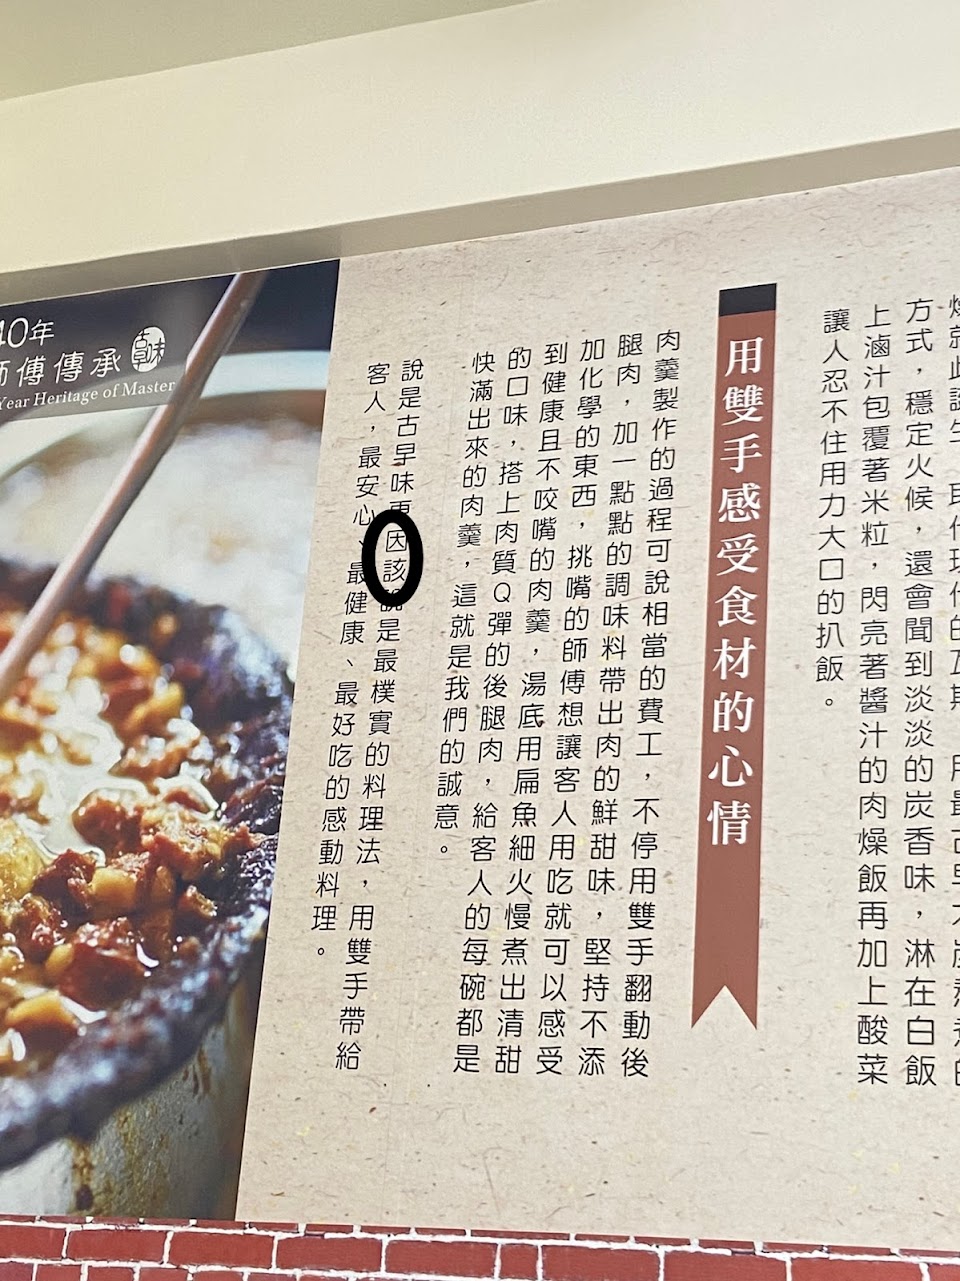 就此誕生
方式，穩定火候，還會聞到淡淡的炭香味，淋在白飯
上滷汁包覆著米粒，閃亮著醬汁的肉燥飯再加上酸菜
讓人忍不住用力大口的扒飯。
用雙手感受食材的心情
肉羹製作的過程可說相當的費工，不停用雙手翻動後
腿肉，加一點點的調味料帶出肉的鮮甜味，堅持不添
加化學的東西，挑嘴的師傅想讓客人用吃就可以感受
到健康且不咬嘴的肉羹，湯底用扁魚細火慢煮出清甜
的口味，搭上肉質Q彈的後腿肉，給客人的每碗都是
快滿出來的肉羹，這就是我們的誠意。
說是古早味更因該說是最樸實的料理法，用雙手帶給
客人，最安心、最健康、最好吃的感動料理。
40年
師傅傳承
Year Heritage of Master